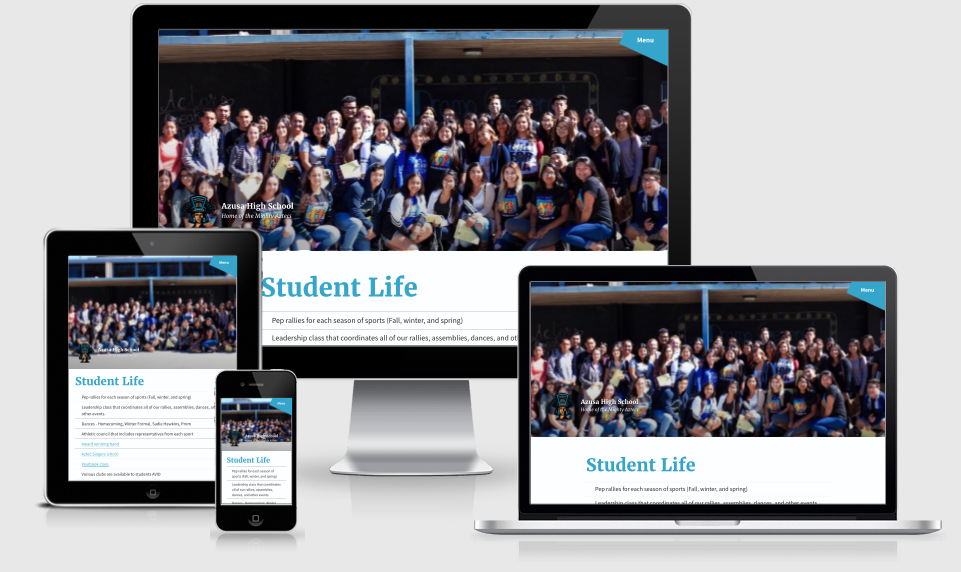 Menu
Azusa High School
Home of the Mighty Aztecs
Student Life
Pep rallies for each season of sports (Fall, winter, and spring)
Leadership class that coordinates all of our rallies, assemblies, dances, and ot
Menu
Azusa High School
Student Life
Pep rallies for each season of sports (Fall, winter, and spring)
Leadership class that coordinates all of our rallies, assemblies, dances, and
other events.
Dances - Homecoming, Winter Formal, Sadie Hawkins, Prom
Athletic council that includes representatives from each sport
Award winning band
Various clubs are available to students AVID
Menu
Azusa High School
Student Life
Pep rallies for each season of
sports (Fall, winter, and spring)
Leadership class that coordinates
all of our rallies, assemblies,
dances, and other events.
Menu
Azusa High School
Home of the Mighty Aztecs
Student Life
Pep rallies for each season of sports (Fall, winter, and spring)
Leadership class that coordinates all of our rallies, assemblies, dances, and other events.